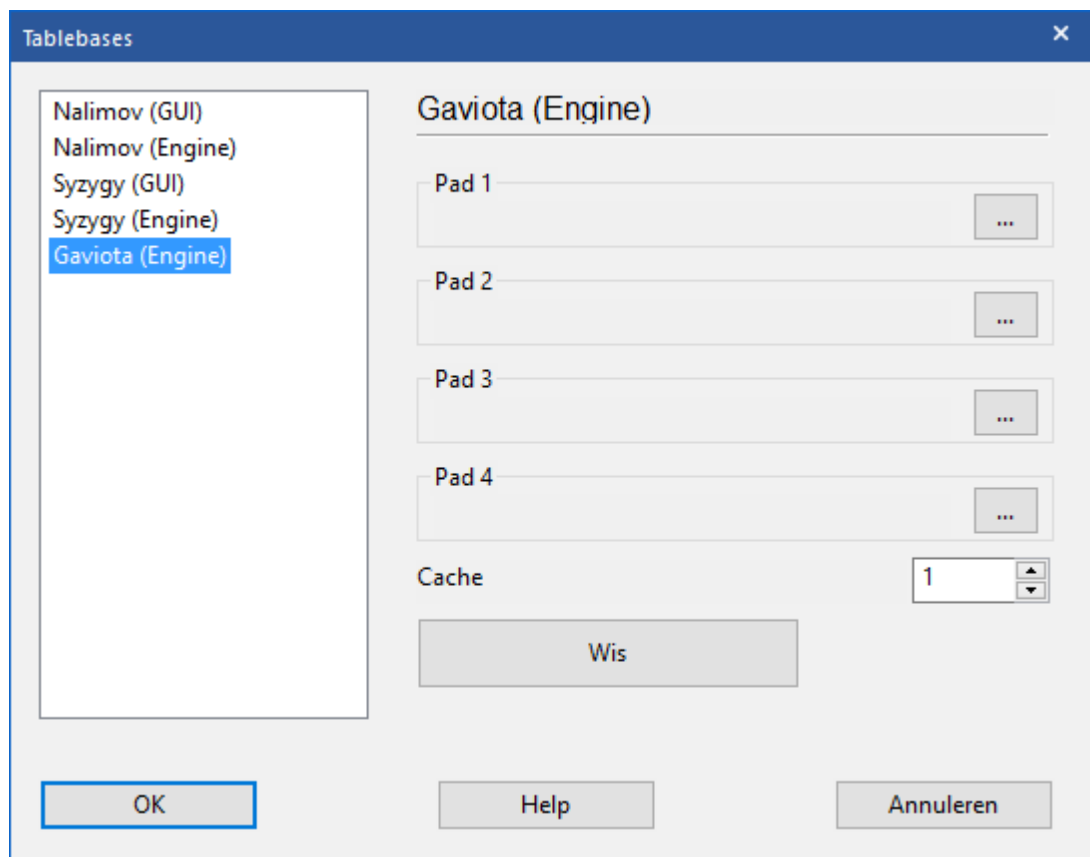 Tablebases
Nalimov (GUI)
Nalimov (Engine)
Syzygy (GUI)
Syzygy (Engine)
Gaviota (Engine)
Gaviota (Engine)
Pad 1
...
Pad 2
...
Pad 3
...
Pad 4
...
Cache 1
Wis
OK Help Annuleren